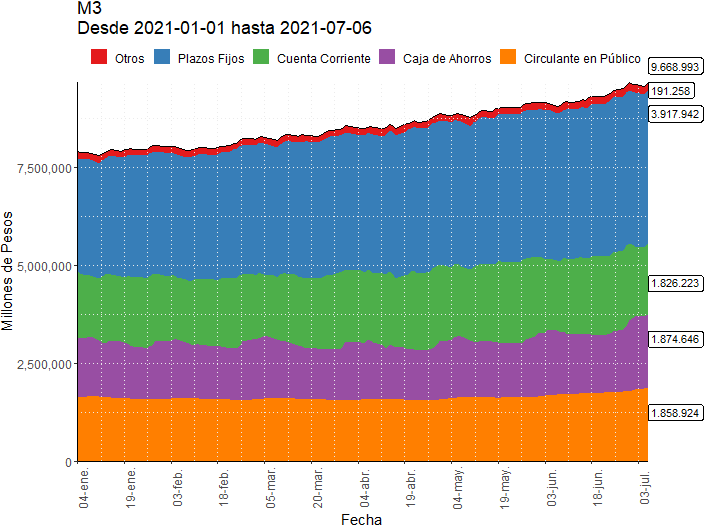 M3
Desde 2021-01-01 hasta 2021-07-06
Otros Plazos Fijos Cuenta Corriente Caja de Ahorros Circulante en Público
9.668.993
191.258
3.917.942
1.826.223
1.874.646
1.858.924
Millones de Pesos
7,500,000
5,000,000
2,500,000
0
04-ene. 19-ene. 03-feb. 18-feb. 05-mar. 20-mar. 04-abr. 19-abr. 04-may. 19-may. 03-jun. 18-jun. 03-jul.
Fecha